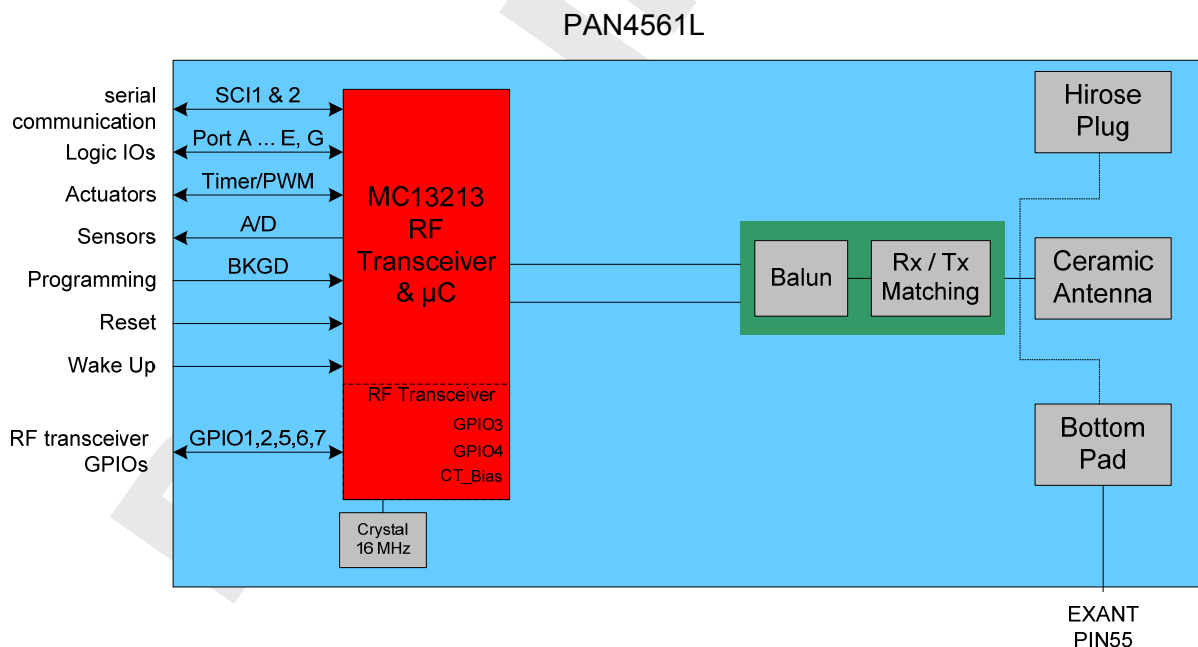 PAN4561L
serial
communication
SCI1 & 2
Logic IOs
Port A ... E, G
Actuators
Timer/PWM
Sensors
A/D
Programming
BKGD
Reset
Wake Up
RF transceiver
GPIOs
GPIO1,2,5,6,7
MC13213
RF
Transceiver
& µC
RF Transceiver
GPIO3
GPIO4
CT_Bias
Crystal
16 MHz
Balun
Rx / Tx
Matching
Hirose
Plug
Ceramic
Antenna
Bottom
Pad
EXANT
PIN55